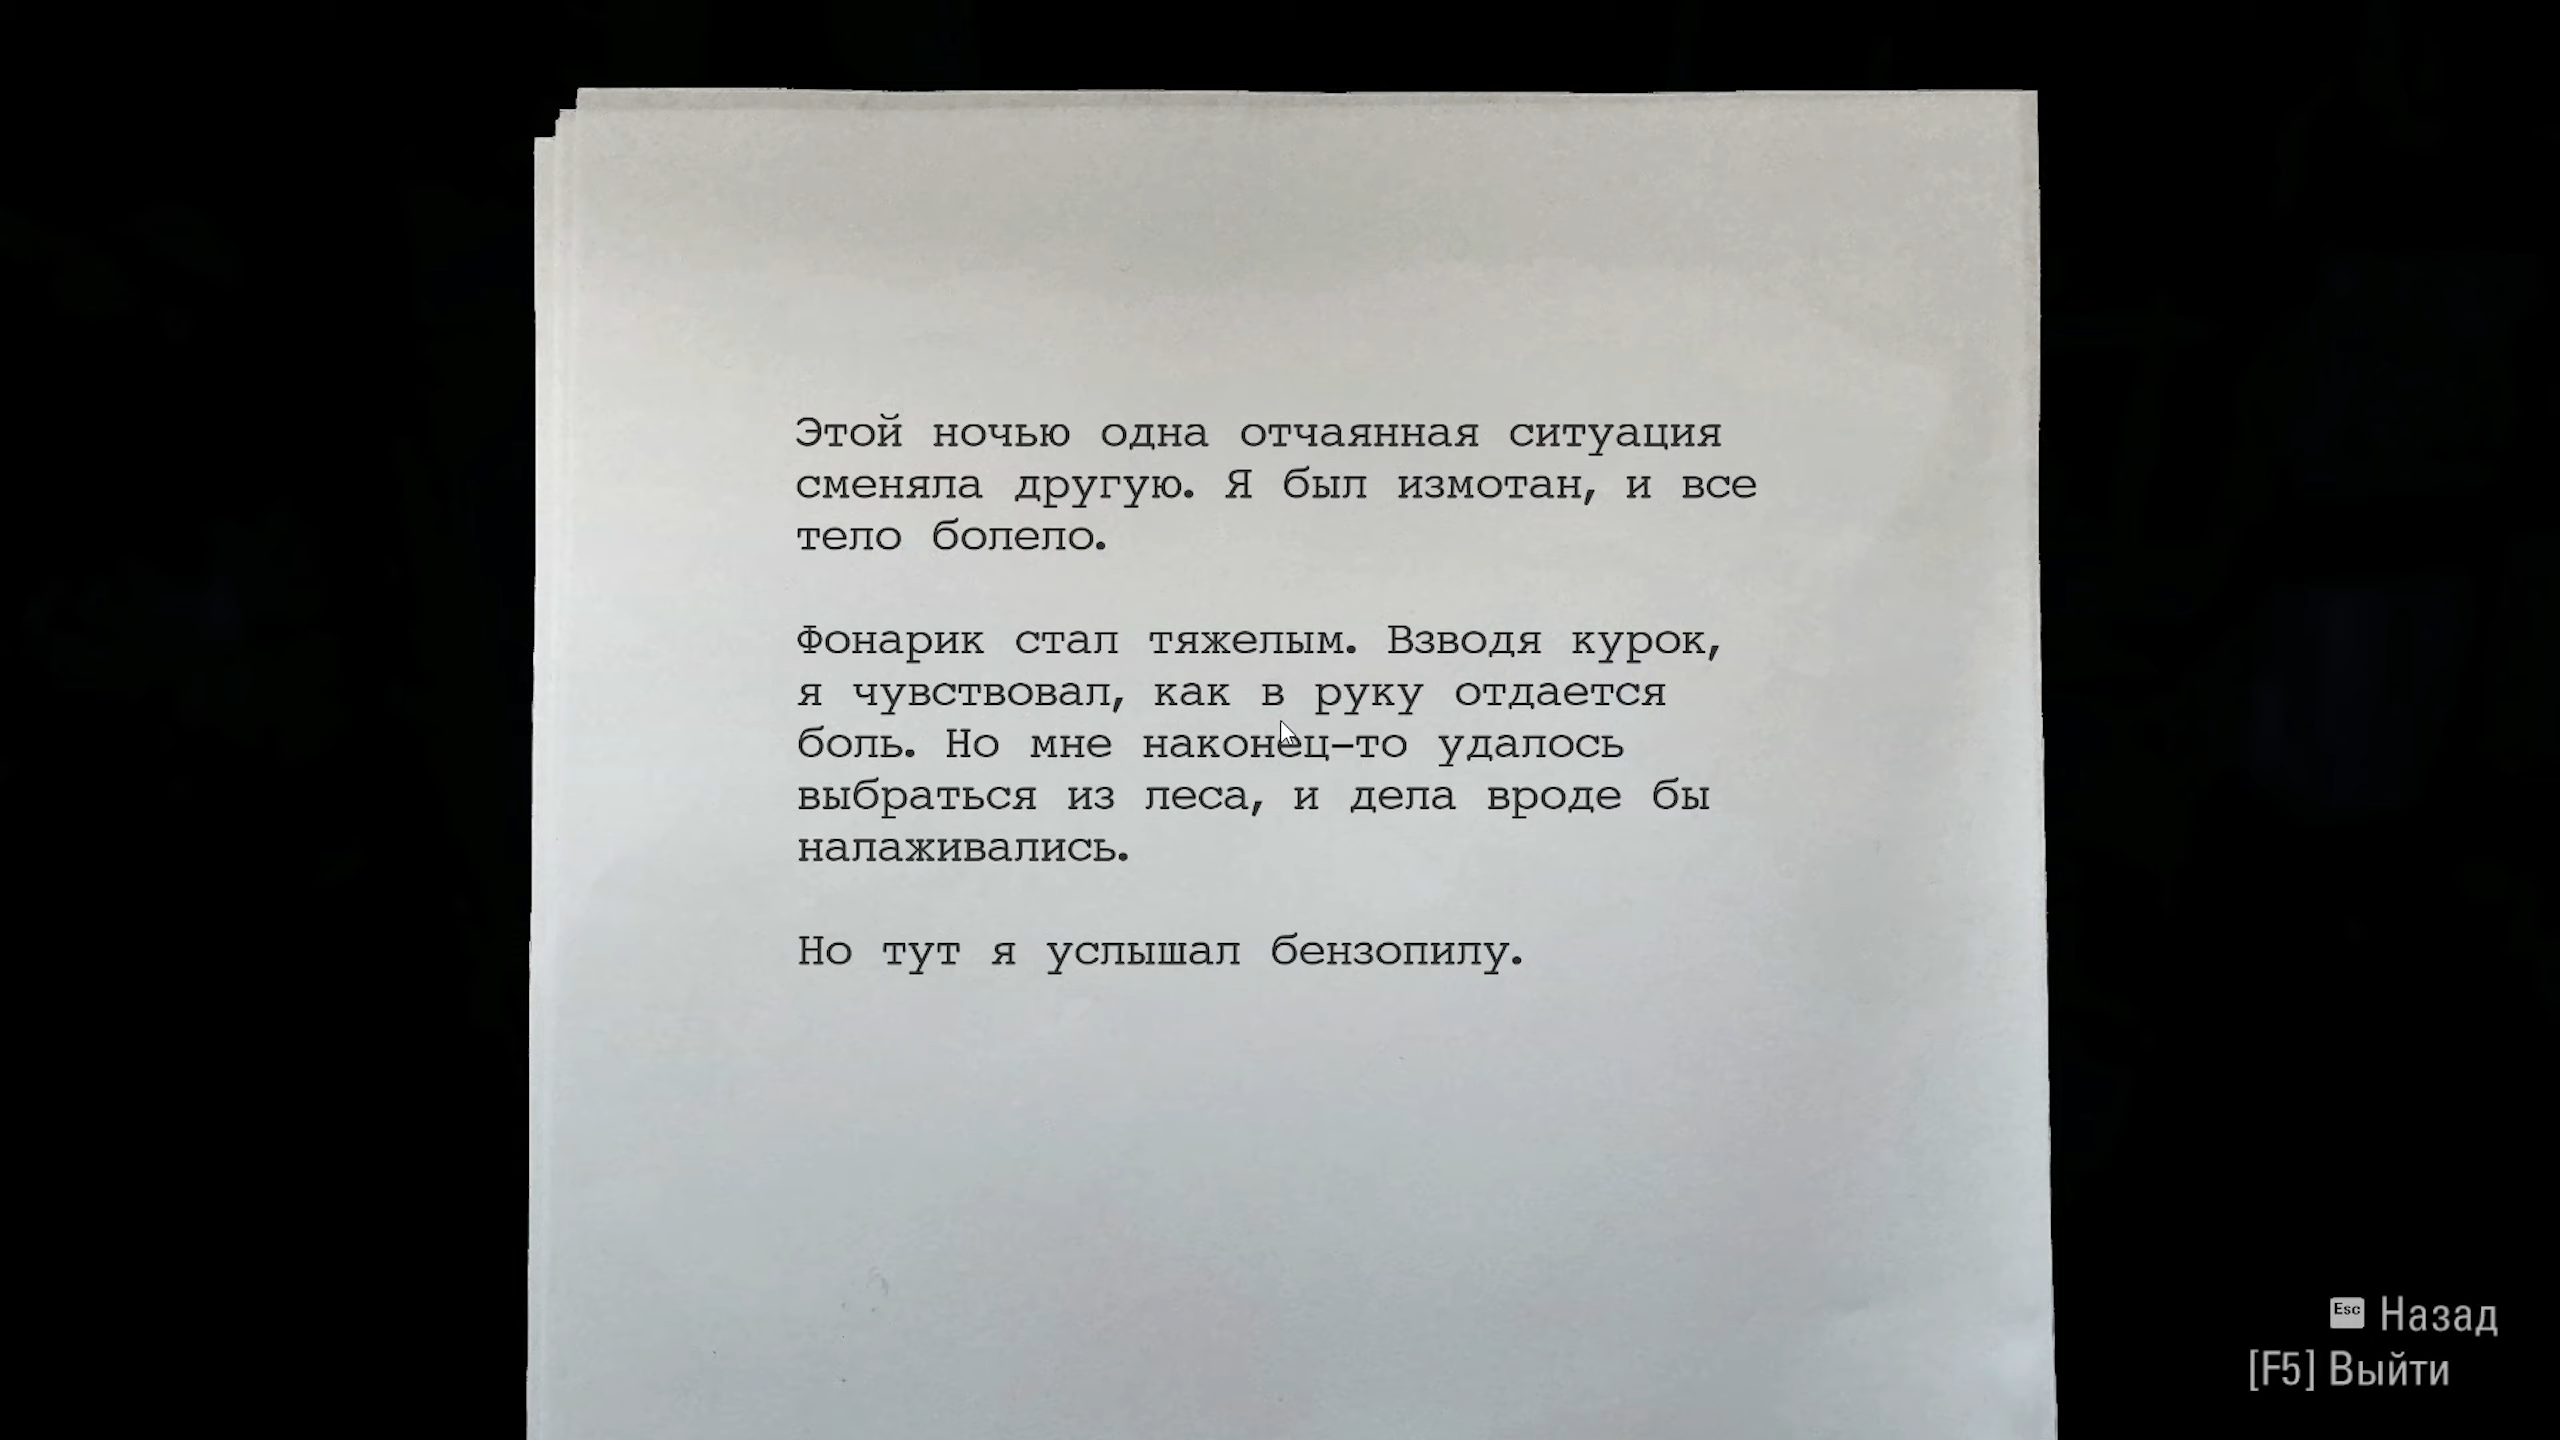 Этой ночью одна отчаянная ситуация
сменяла другую. Я был измотан, и все
тело болело.
Фонарик стал тяжелым. Взводя курок,
я чувствовал, как в руку отдается
боль. Но мне наконец-то удалось
выбраться из леса, и дела вроде бы
налаживались.
Но тут я услышал бензопилу.
Esc Назад
[F5] Выйти